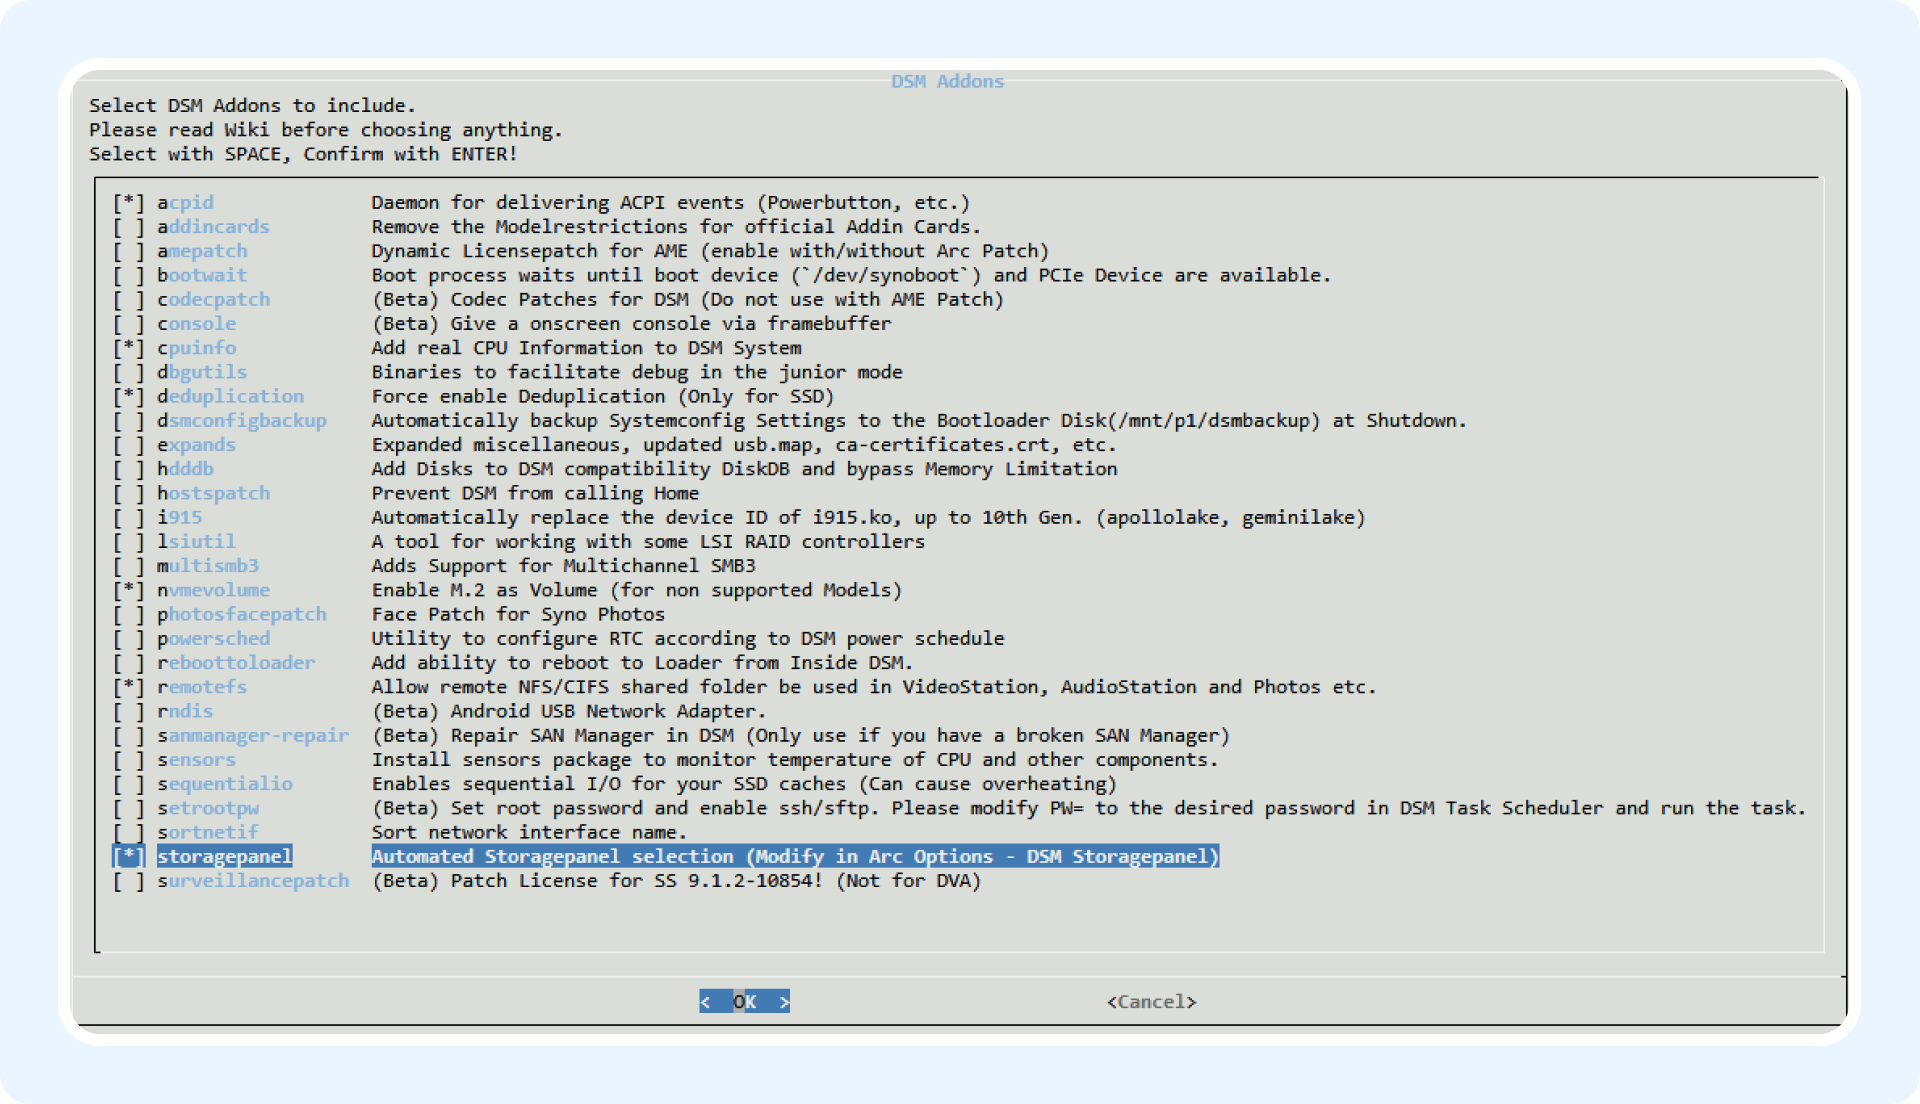 DSM Addons
Select DSM Addons to include.
Please read Wiki before choosing anything.
Select with SPACE, Confirm with ENTER!
[*] acpid Daemon for delivering ACPI events (Powerbutton, etc.)
[ ] addincards Remove the Modelrestrictions for official Addin Cards.
[ ] amepatch Dynamic Licensepatch for AME (enable with/without Arc Patch)
[ ] bootwait Boot process waits until boot device (`/dev/synoboot`) and PCIe Device are available.
[ ] codecpatch (Beta) Codec Patches for DSM (Do not use with AME Patch)
[ ] console (Beta) Give a onscreen console via framebuffer
[*] cpuinfo Add real CPU Information to DSM System
[ ] dbgutils Binaries to facilitate debug in the junior mode
[*] deduplication Force enable Deduplication (Only for SSD)
[ ] dsmconfigbackup Automatically backup Systemconfig Settings to the Bootloader Disk(/mnt/p1/dsmbackup) at Shutdown.
[ ] expands Expanded miscellaneous, updated usb.map, ca-certificates.crt, etc.
[ ] hdddb Add Disks to DSM compatibility DiskDB and bypass Memory Limitation
[ ] hostspatch Prevent DSM from calling Home
[ ] i915 Automatically replace the device ID of i915.ko, up to 10th Gen. (apollolake, geminilake)
[ ] lsiutil A tool for working with some LSI RAID controllers
[ ] multismb3 Adds Support for Multichannel SMB3
[*] nvmevolume Enable M.2 as Volume (for non supported Models)
[ ] photosfacepatch Face Patch for Syno Photos
[ ] powersched Utility to configure RTC according to DSM power schedule
[ ] reboottoloader Add ability to reboot to Loader from Inside DSM.
[*] remotefs Allow remote NFS/CIFS shared folder be used in VideoStation, AudioStation and Photos etc.
[ ] rndis (Beta) Android USB Network Adapter.
[ ] sanmanager-repair (Beta) Repair SAN Manager in DSM (Only use if you have a broken SAN Manager)
[ ] sensors Install sensors package to monitor temperature of CPU and other components.
[ ] sequentialio Enables sequential I/O for your SSD caches (Can cause overheating)
[ ] setrootpw (Beta) Set root password and enable ssh/sftp. Please modify PW= to the desired password in DSM Task Scheduler and run the task.
[ ] sortnetif Sort network interface name.
[*] storagepanel Automated Storagepanel selection (Modify in Arc Options - DSM Storagepanel)
[ ] surveillancepatch (Beta) Patch License for SS 9.1.2-10854! (Not for DVA)
< OK > <Cancel>